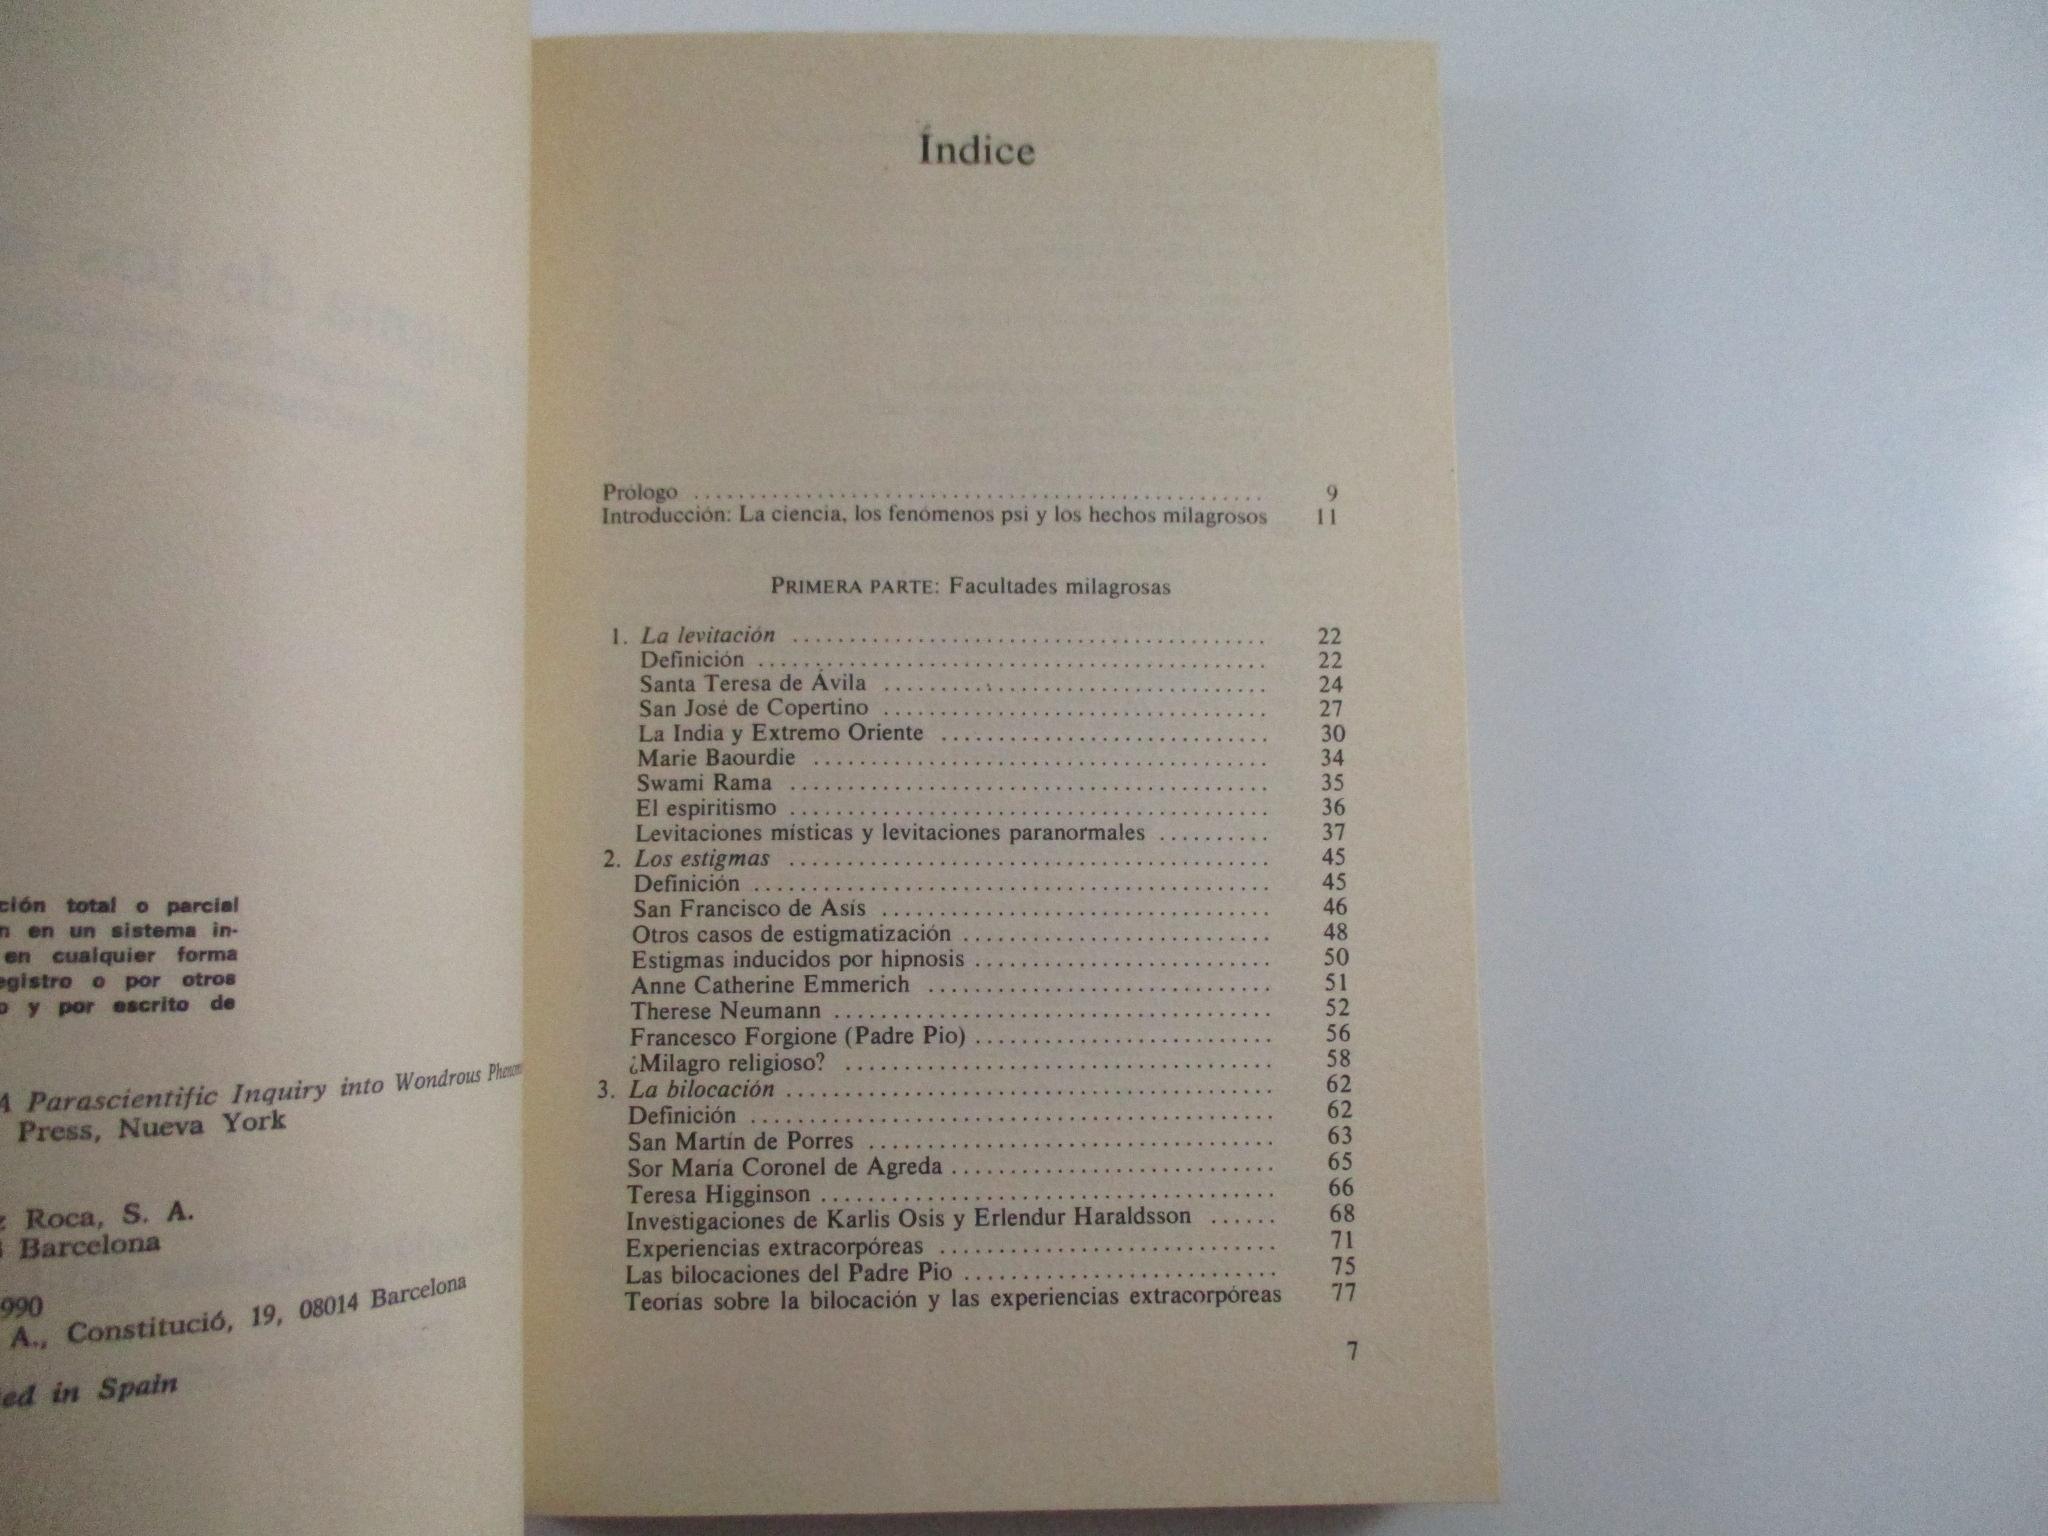 ción total o parcial
n en un sistema in-
en cualquier forma
egistro o por otros
o y por escrito de
A Parascientific Inquiry into Wondrous
Press, Nueva York
z Roca, S. A.
Barcelona
990
A., Constitució, 19, 08014 Barcelona
ed in Spain
Índice
Prólogo ........................................ 9
Introducción: La ciencia, los fenómenos psi y los hechos milagrosos 11
PRIMERA PARTE: Facultades milagrosas
1. La levitación ........................................ 22
Definición ........................................ 22
Santa Teresa de Ávila ........................................ 24
San José de Copertino ........................................ 27
La India y Extremo Oriente ........................................ 30
Marie Baourdie ........................................ 34
Swami Rama ........................................ 35
El espiritismo ........................................ 36
Levitaciones místicas y levitaciones paranormales .......... 37
2. Los estigmas ........................................ 45
Definición ........................................ 45
San Francisco de Asís ........................................ 46
Otros casos de estigmatización ........................................ 48
Estigmas inducidos por hipnosis ........................................ 50
Anne Catherine Emmerich ........................................ 51
Therese Neumann ........................................ 52
Francesco Forgione (Padre Pio) ........................................ 56
¿Milagro religioso? ........................................ 58
3. La bilocación ........................................ 62
Definición ........................................ 62
San Martín de Porres ........................................ 63
Sor María Coronel de Agreda ........................................ 65
Teresa Higginson ........................................ 66
Investigaciones de Karlis Osis y Erlendur Haraldsson ...... 68
Experiencias extracorpóreas ........................................ 71
Las bilocaciones del Padre Pio ........................................ 75
Teorías sobre la bilocación y las experiencias extracorpóreas 77
7